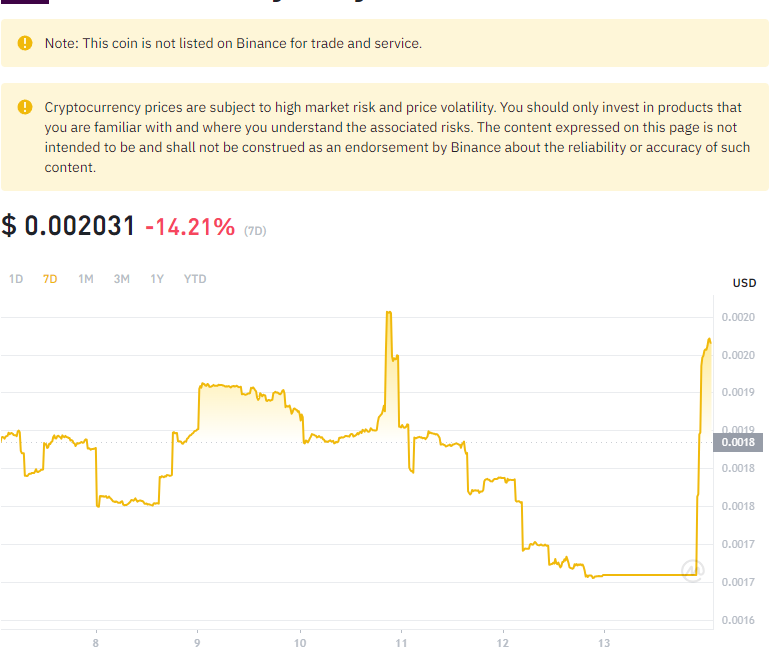 Note: This coin is not listed on Binance for trade and service.
Cryptocurrency prices are subject to high market risk and price volatility. You should only invest in products that
you are familiar with and where you understand the associated risks. The content expressed on this page is not
intended to be and shall not be construed as an endorsement by Binance about the reliability or accuracy of such
content.
$ 0.002031 -14.21% (7D)
1D 7D 1M 3M 1Y YTD
USD
0.0020
0.0020
0.0019
0.0019
0.0018
0.0018
0.0018
0.0017
0.0017
0.0016
8 9 10 11 12 13